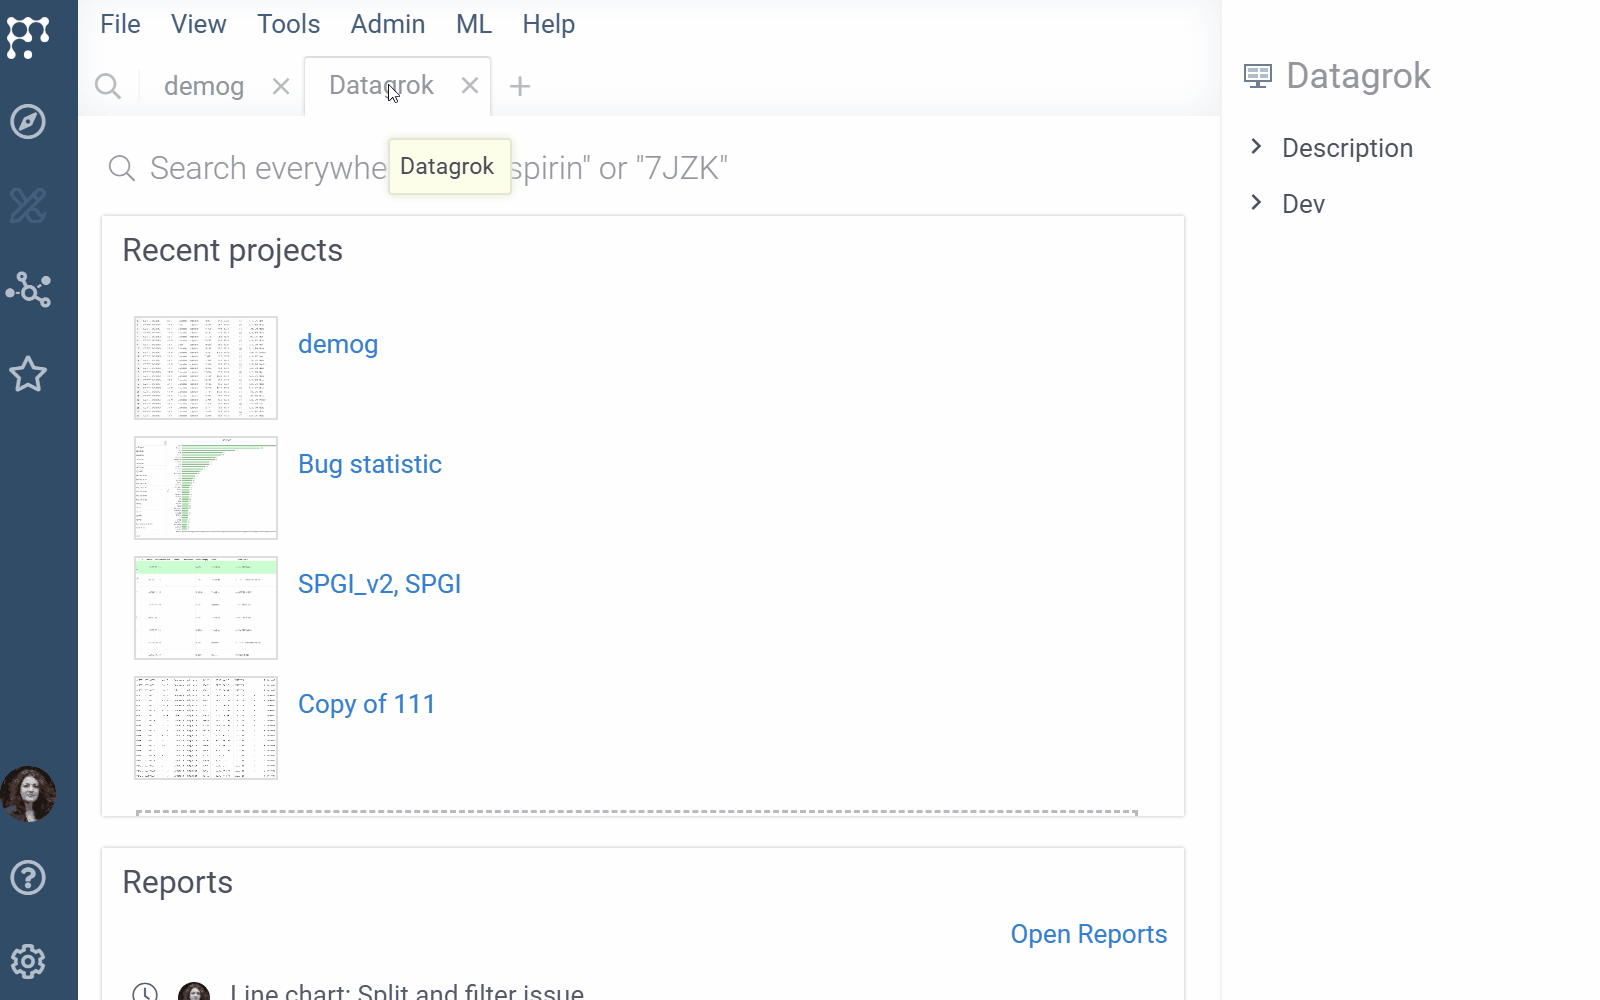 File View Tools Admin ML Help
demog Datagrok
Datagrok
Search everywhe
Datagrok
spirin" or "7JZK"
Description
Dev
Recent projects
demog
Bug statistic
SPGI_v2, SPGI
Copy of 111
Reports
Open Reports
Line chart: Split and filter issue